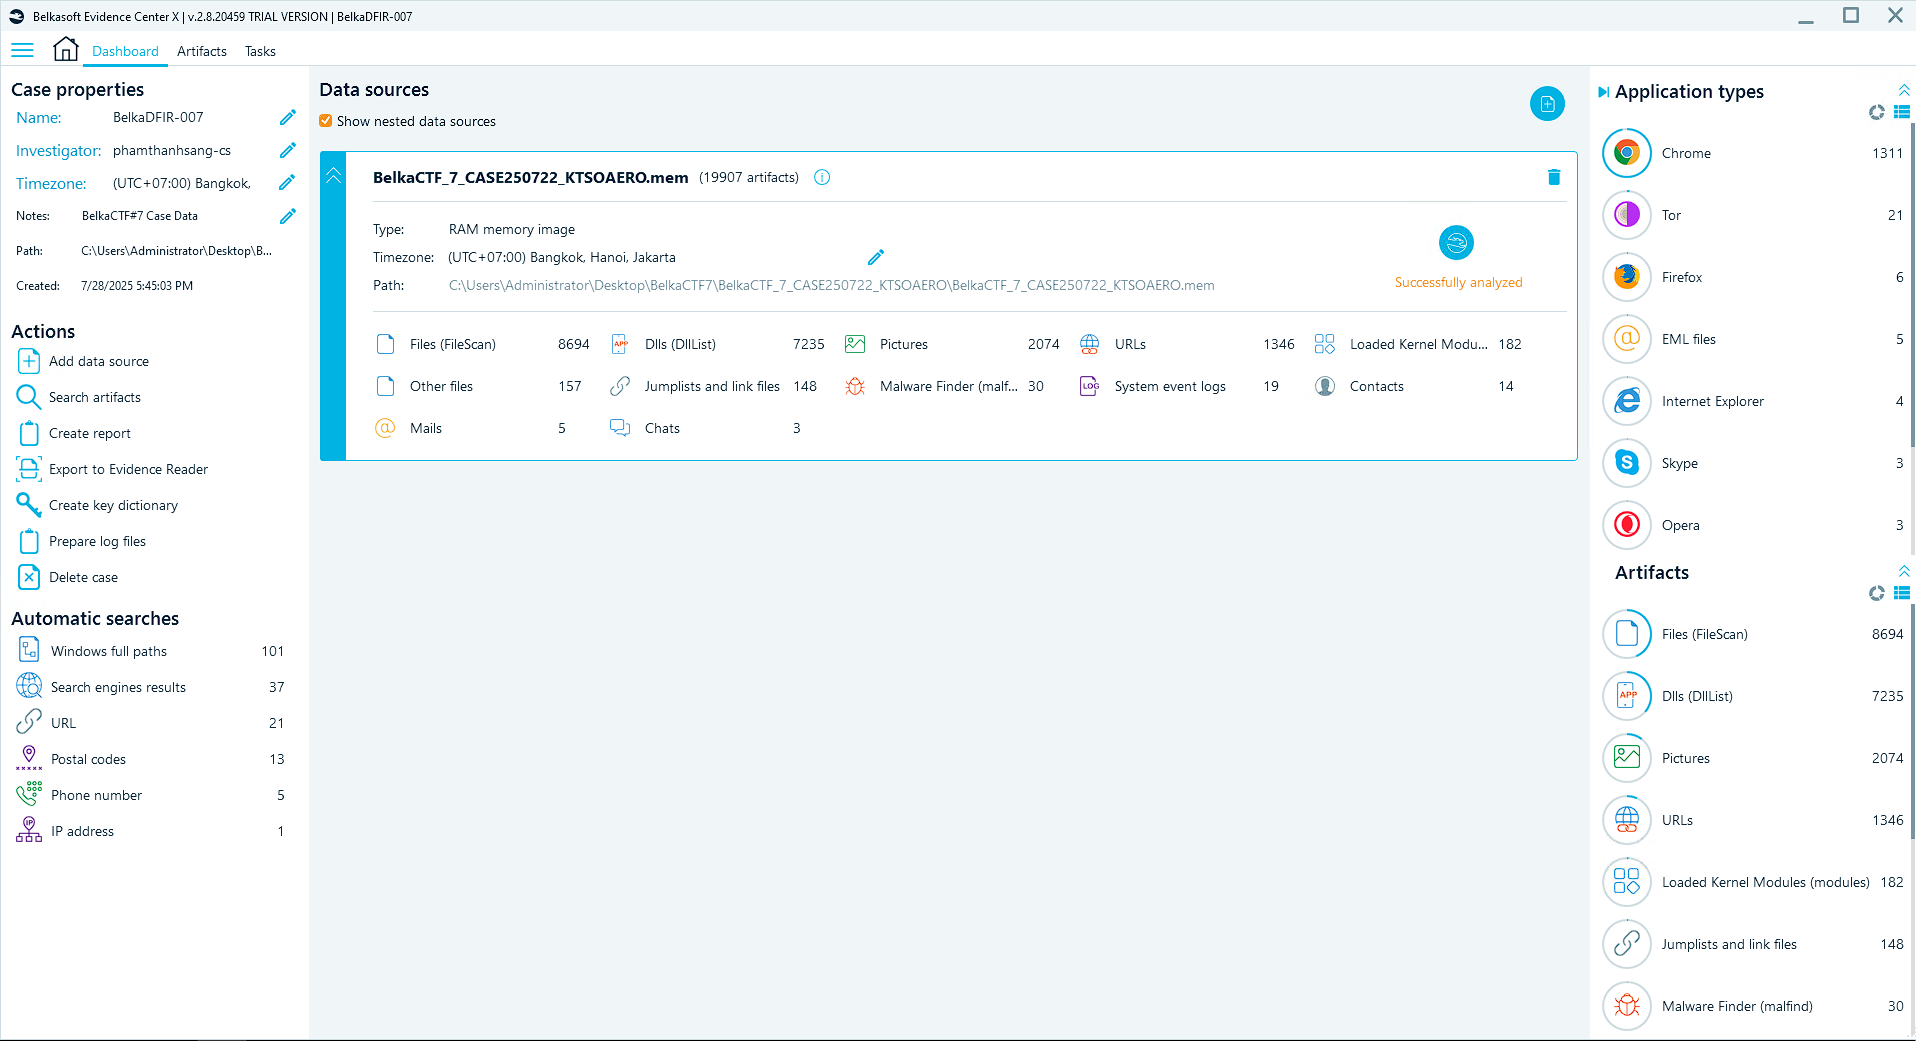 Belkasoft Evidence Center X | v.2.8.20459 TRIAL VERSION | BelkaDFIR-007
Dashboard Artifacts Tasks
Case properties
Name: BelkaDFIR-007
Investigator: phamthanhsang-cs
Timezone: (UTC+07:00) Bangkok,
Notes: BelkaCTF#7 Case Data
Path: C:\Users\Administrator\Desktop\B...
Created: 7/28/2025 5:45:03 PM
Actions
Add data source
Search artifacts
Create report
Export to Evidence Reader
Create key dictionary
Prepare log files
Delete case
Automatic searches
Windows full paths 101
Search engines results 37
URL 21
Postal codes 13
Phone number 5
IP address 1
Data sources
Show nested data sources
BelkaCTF_7_CASE250722_KTSOAERO.mem (19907 artifacts)
Type: RAM memory image
Timezone: (UTC+07:00) Bangkok, Hanoi, Jakarta
Path: C:\Users\Administrator\Desktop\BelkaCTF7\BelkaCTF_7_CASE250722_KTSOAERO\BelkaCTF_7_CASE250722_KTSOAERO.mem
Successfully analyzed
Files (FileScan) 8694 APP Dlls (DllList) 7235 Pictures 2074 URLs 1346 Loaded Kernel Modu... 182
Other files 157 Jumplists and link files 148 Malware Finder (malf... 30 LOG System event logs 19 Contacts 14
Mails 5 Chats 3
Application types
Chrome 1311
Tor 21
Firefox 6
EML files 5
Internet Explorer 4
Skype 3
Opera 3
Artifacts
Files (FileScan) 8694
APP Dlls (DllList) 7235
Pictures 2074
URLs 1346
Loaded Kernel Modules (modules) 182
Jumplists and link files 148
Malware Finder (malfind) 30